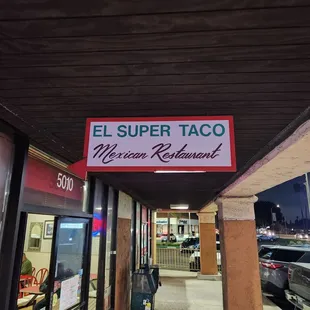 EL SUPER TACO
Mexican Restaurant
5010